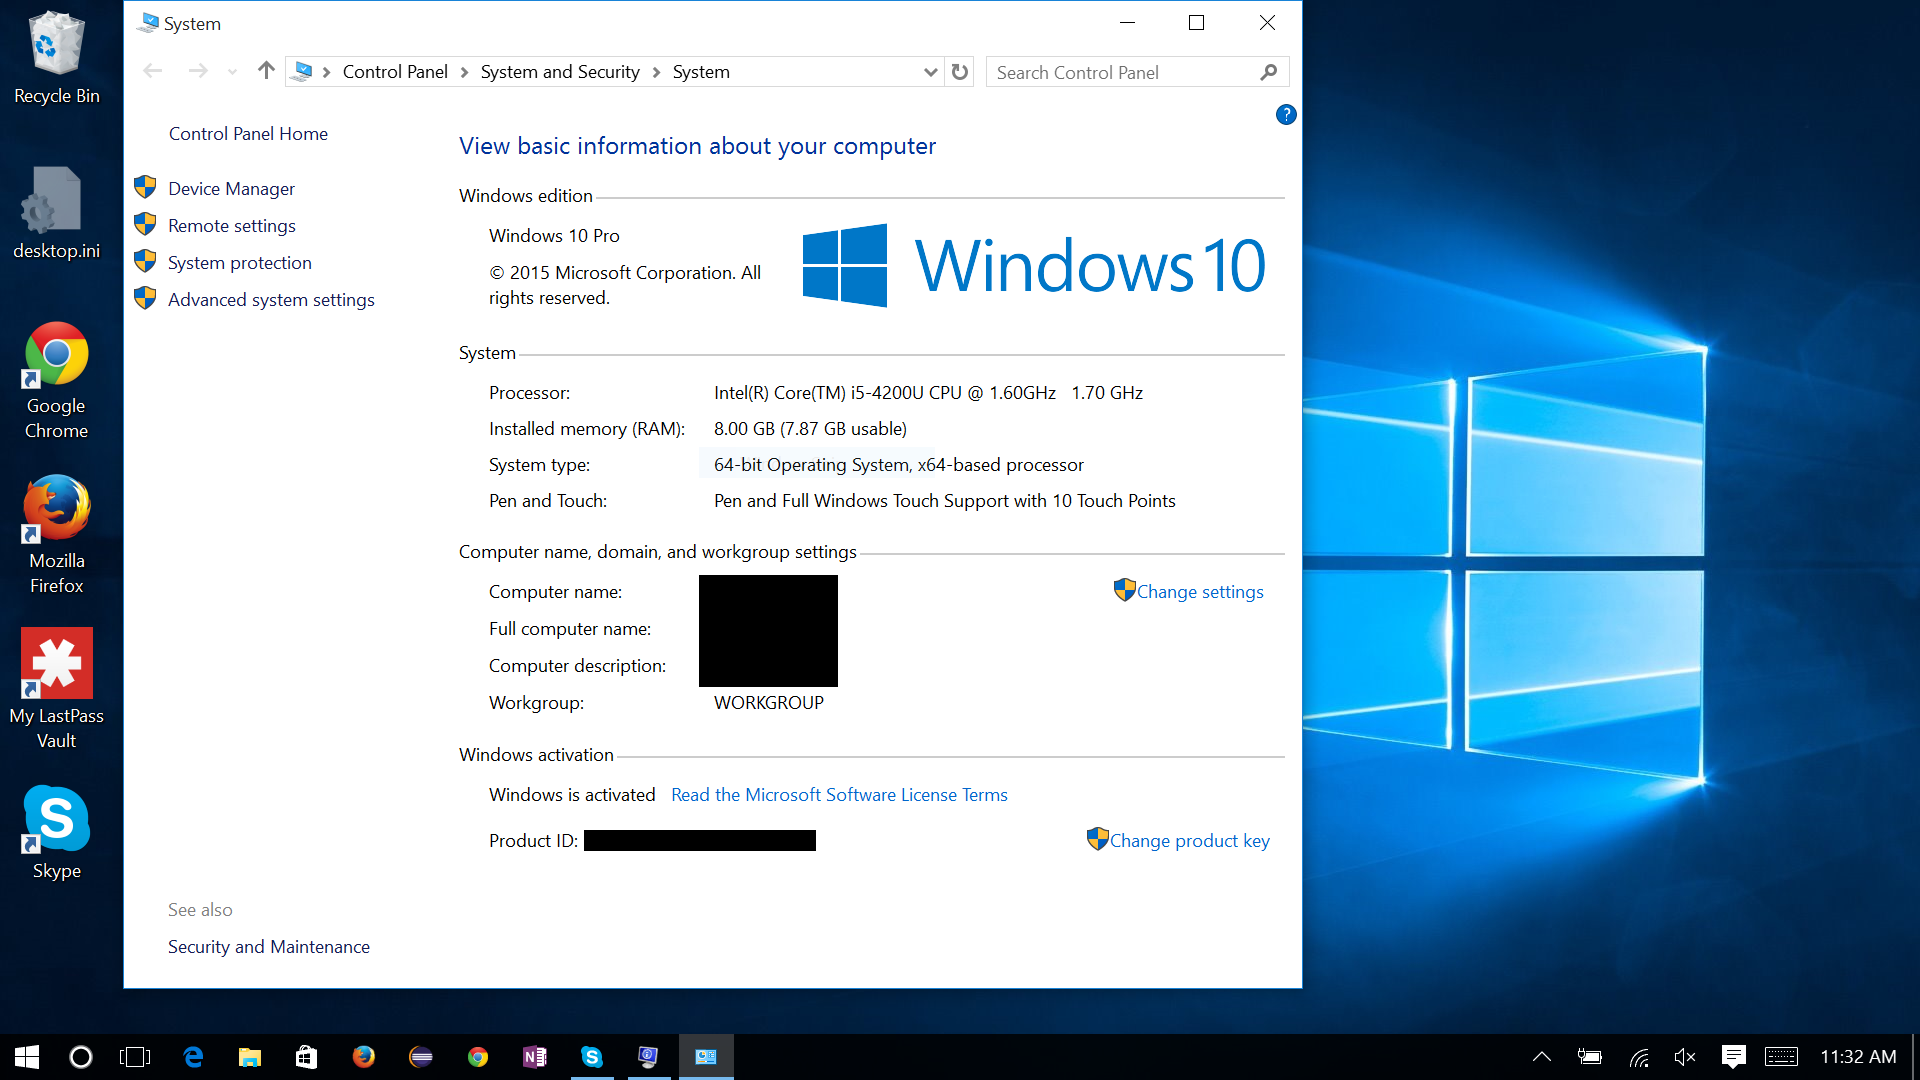 System
Control Panel
System and Security
System
Search Control Panel
?
Control Panel Home
Device Manager
Remote settings
System protection
Advanced system settings
See also
Security and Maintenance
View basic information about your computer
Windows edition
Windows 10 Pro
© 2015 Microsoft Corporation. All
rights reserved.
Windows 10
System
Processor: Intel(R) Core(TM) i5-4200U CPU @ 1.60GHz 1.70 GHz
Installed memory (RAM): 8.00 GB (7.87 GB usable)
System type: 64-bit Operating System, x64-based processor
Pen and Touch: Pen and Full Windows Touch Support with 10 Touch Points
Computer name, domain, and workgroup settings
Computer name:
Change settings
Full computer name:
Computer description:
Workgroup: WORKGROUP
Windows activation
Windows is activated Read the Microsoft Software License Terms
Product ID:
Change product key
Recycle Bin
desktop.ini
Google
Chrome
Mozilla
Firefox
My LastPass
Vault
S
Skype
11:32 AM